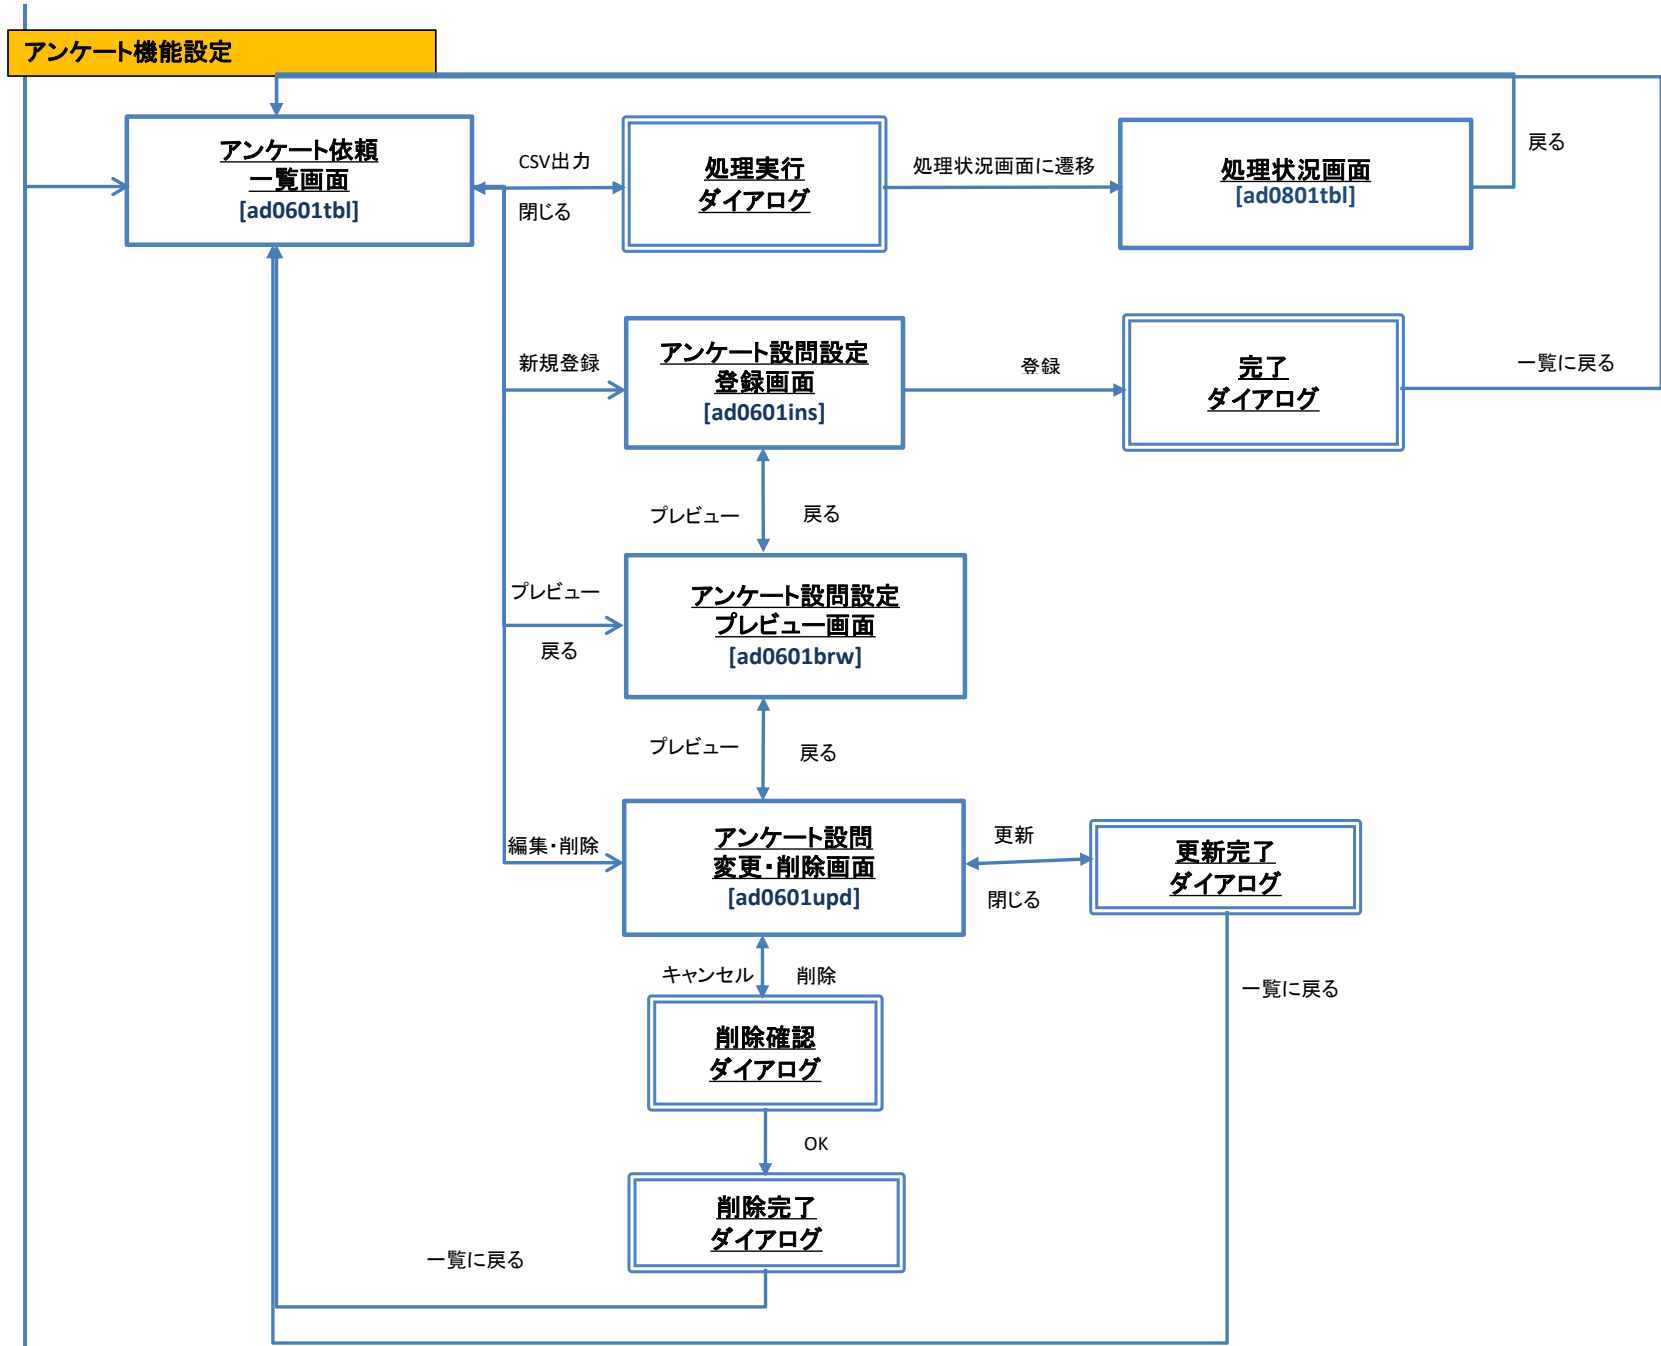 アンケート機能設定
アンケート依頼
一覧画面
[ad0601tbl]
CSV出力
閉じる
処理実行
ダイアログ
処理状況画面に遷移
処理状況画面
[ad0801tbl]
戻る
新規登録
アンケート設問設定
登録画面
[ad0601ins]
登録
完了
ダイアログ
一覧に戻る
プレビュー
戻る
プレビュー
戻る
アンケート設問設定
プレビュー画面
[ad0601brw]
プレビュー
戻る
編集・削除
アンケート設問
変更・削除画面
[ad0601upd]
更新
閉じる
更新完了
ダイアログ
キャンセル
削除
一覧に戻る
削除確認
ダイアログ
OK
削除完了
ダイアログ
一覧に戻る